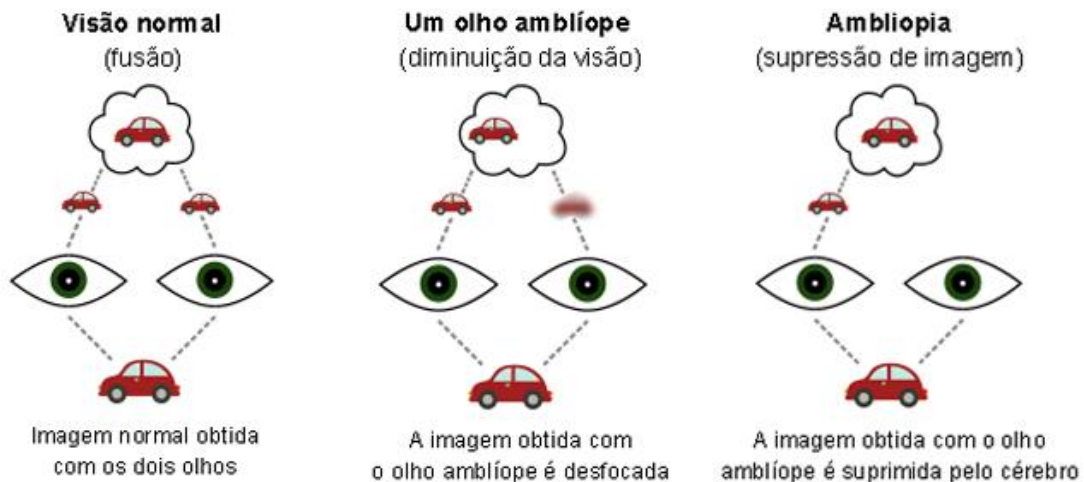 Visão normal
(fusão)
Um olho amblíope
(diminuição da visão)
Ambliopia
(supressão de imagem)
Imagem normal obtida
com os dois olhos
A imagem obtida com
o olho amblíope é desfocada
A imagem obtida com o olho
amblíope é suprimida pelo cérebro